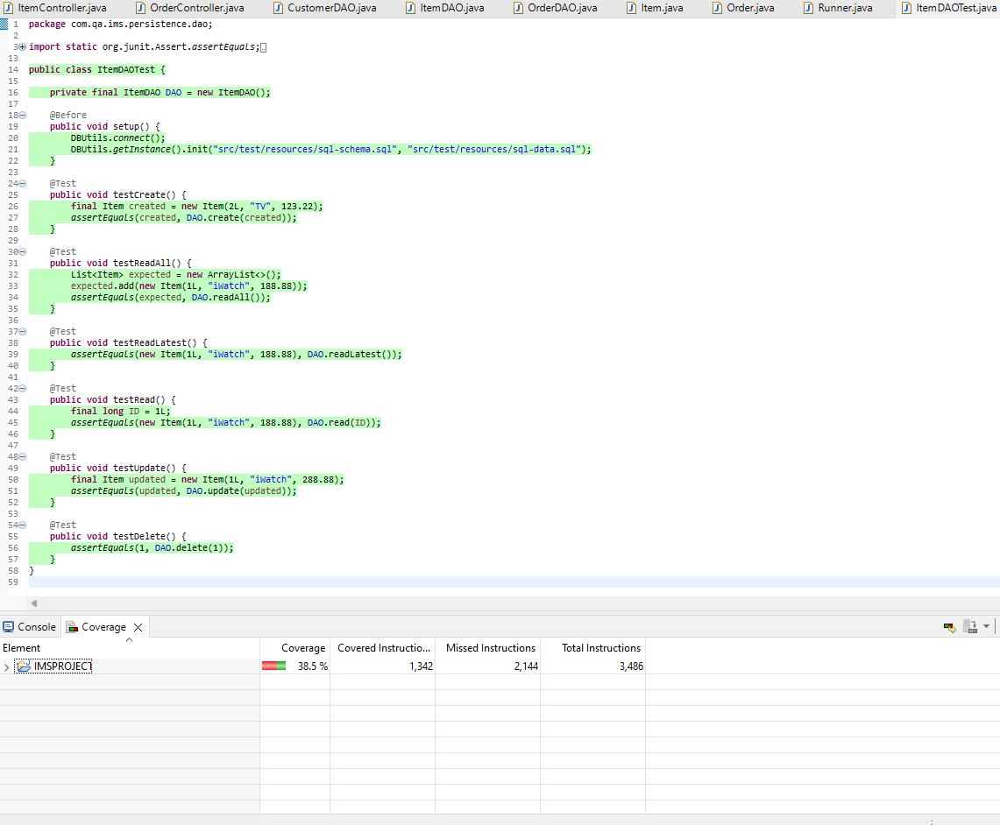 ItemController.java OrderController.java CustomerDAO.java ItemDAO.java OrderDAO.java Item.java Order.java Runner.java ItemDAOTest.java
1 package com.qa.ims.persistence.dao;
2
3 import static org.junit.Assert.assertEquals;
13
14 public class ItemDAOTest {
15
16 private final ItemDAO DAO = new ItemDAO();
17
18 @Before
19 public void setup() {
20 DBUtils.connect();
21 DBUtils.getInstance().init("src/test/resources/sql-schema.sql", "src/test/resources/sql-data.sql");
22 }
23
24 @Test
25 public void testCreate() {
26 final Item created = new Item(2L, "TV", 123.22);
27 assertEquals(created, DAO.create(created));
28 }
29
30 @Test
31 public void testReadAll() {
32 List<Item> expected = new ArrayList<>();
33 expected.add(new Item(1L, "iWatch", 188.88));
34 assertEquals(expected, DAO.readAll());
35 }
36
37 @Test
38 public void testReadLatest() {
39 assertEquals(new Item(1L, "iWatch", 188.88), DAO.readLatest());
40 }
41
42 @Test
43 public void testRead() {
44 final long ID = 1L;
45 assertEquals(new Item(1L, "iWatch", 188.88), DAO.read(ID));
46 }
47
48 @Test
49 public void testUpdate() {
50 final Item updated = new Item(1L, "iWatch", 288.88);
51 assertEquals(updated, DAO.update(updated));
52 }
53
54 @Test
55 public void testDelete() {
56 assertEquals(1, DAO.delete(1));
57 }
58 }
59
Console Coverage
Element Coverage Covered Instructio... Missed Instructions Total Instructions
IMSPROJECT 38.5 % 1,342 2,144 3,486